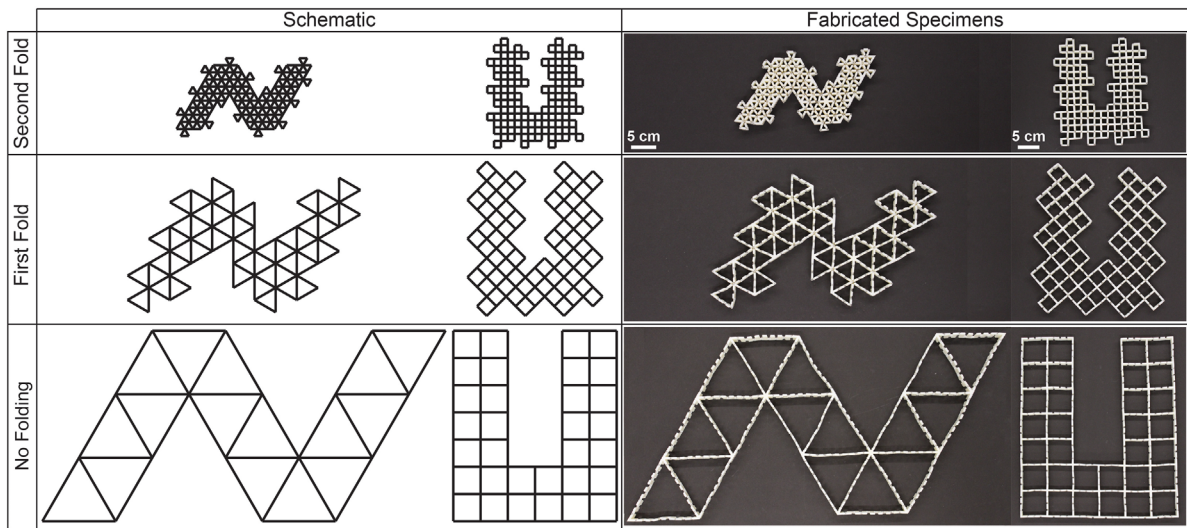 Schematic
Fabricated Specimens
Second Fold
5 cm
5 cm
First Fold
No Folding